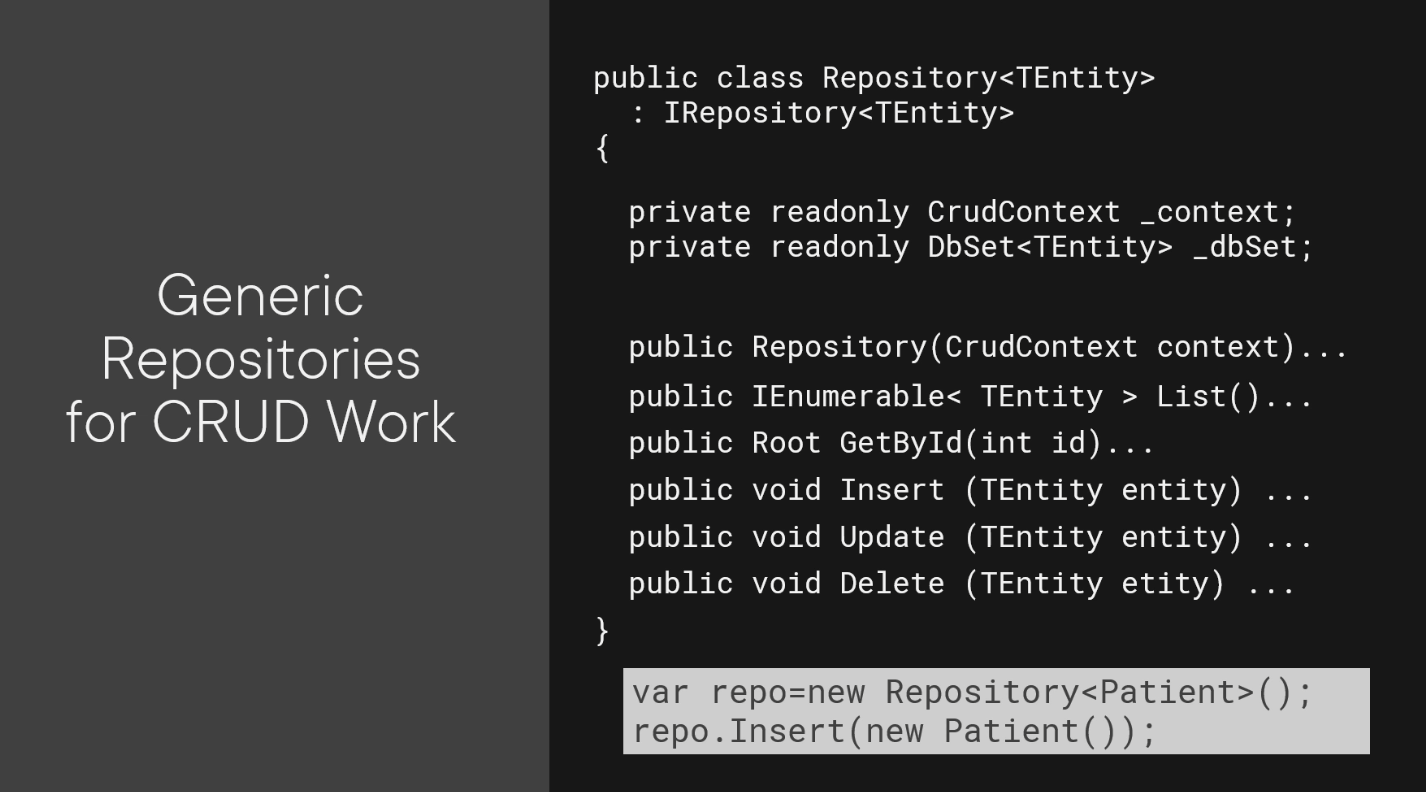 Generic
Repositories
for CRUD Work
public class Repository<TEntity>
: IRepository<TEntity>
{
private readonly CrudContext _context;
private readonly DbSet<TEntity> _dbSet;
public Repository(CrudContext context)...
public IEnumerable< TEntity > List()...
public Root GetById(int id)...
public void Insert (TEntity entity) ...
public void Update (TEntity entity) ...
public void Delete (TEntity etity) ...
}
var repo=new Repository<Patient>();
repo.Insert(new Patient());